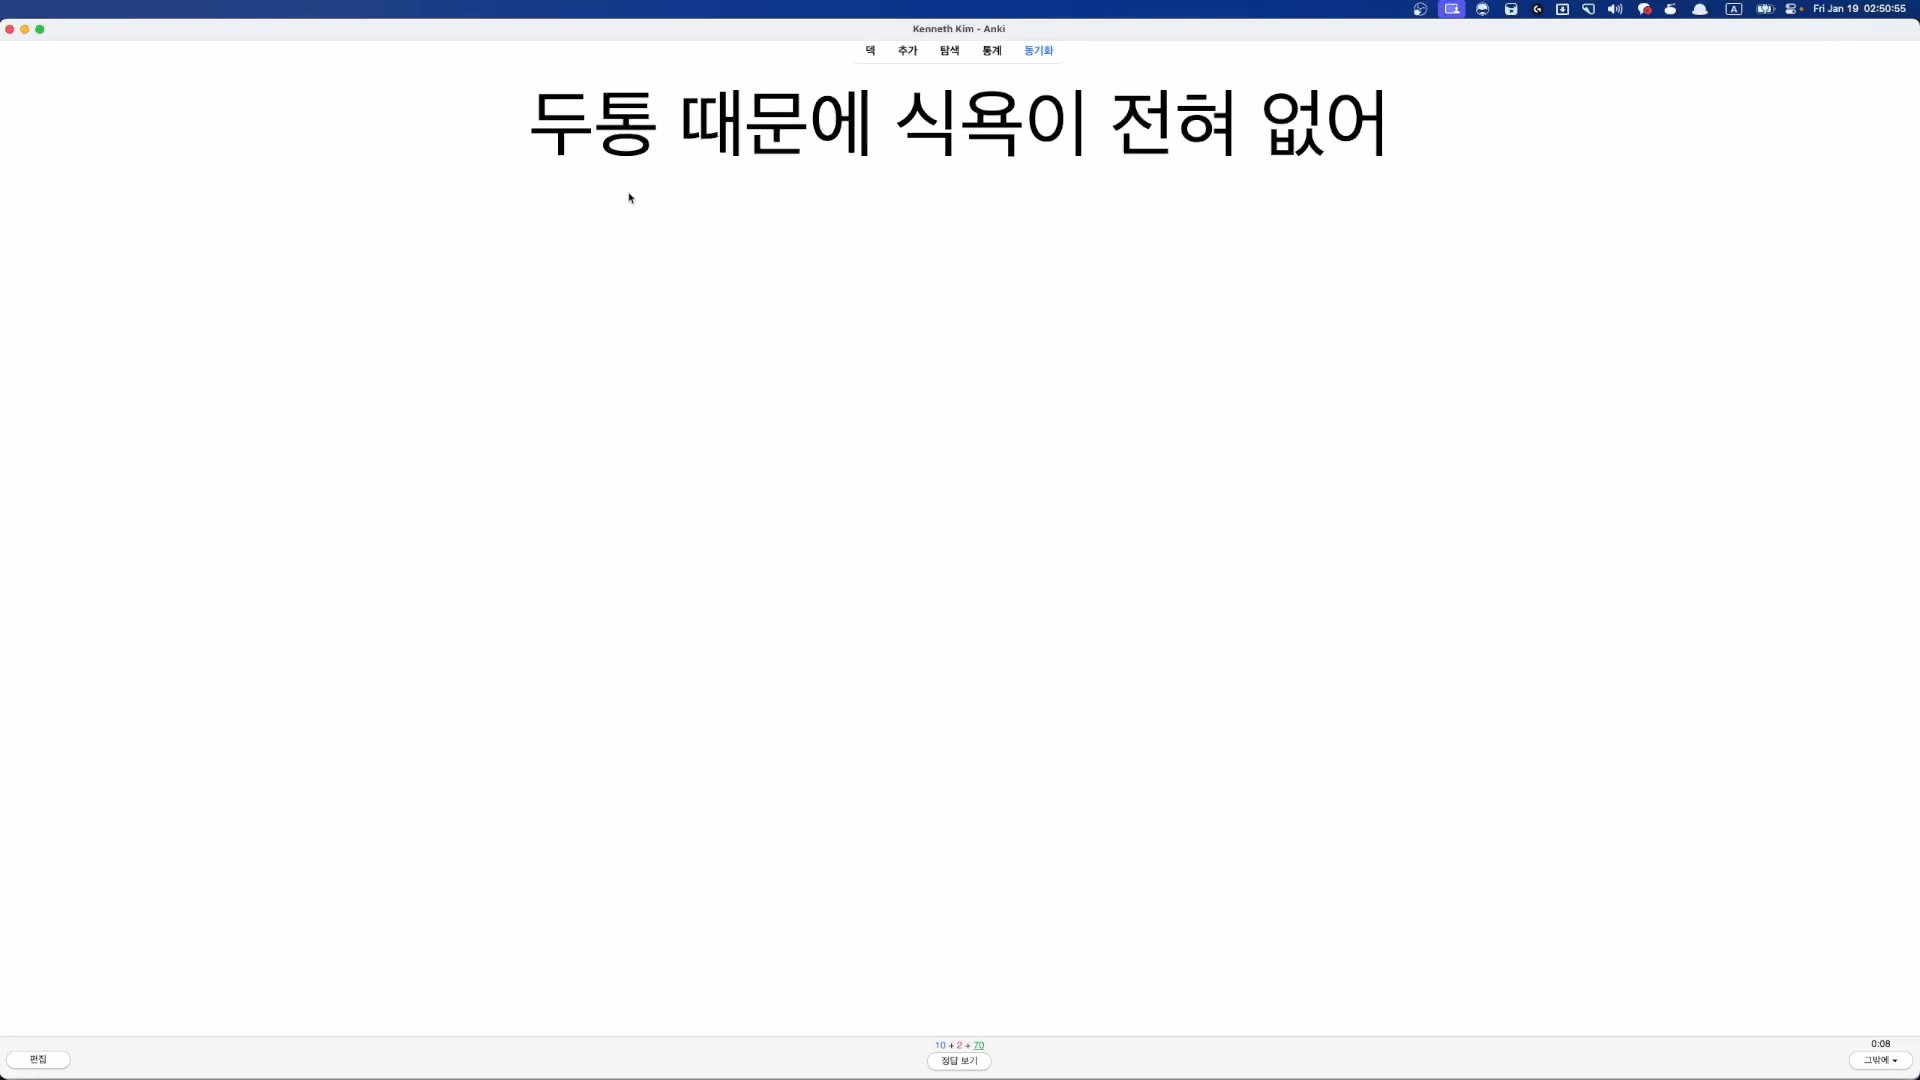 A
Fri Jan 19 02:50:55
Kenneth Kim - Anki
덱 추가 탐색 통계 동기화
두통 때문에 식욕이 전혀 없어
10 + 2 + 70
0:08
편집
정답 보기
그밖에